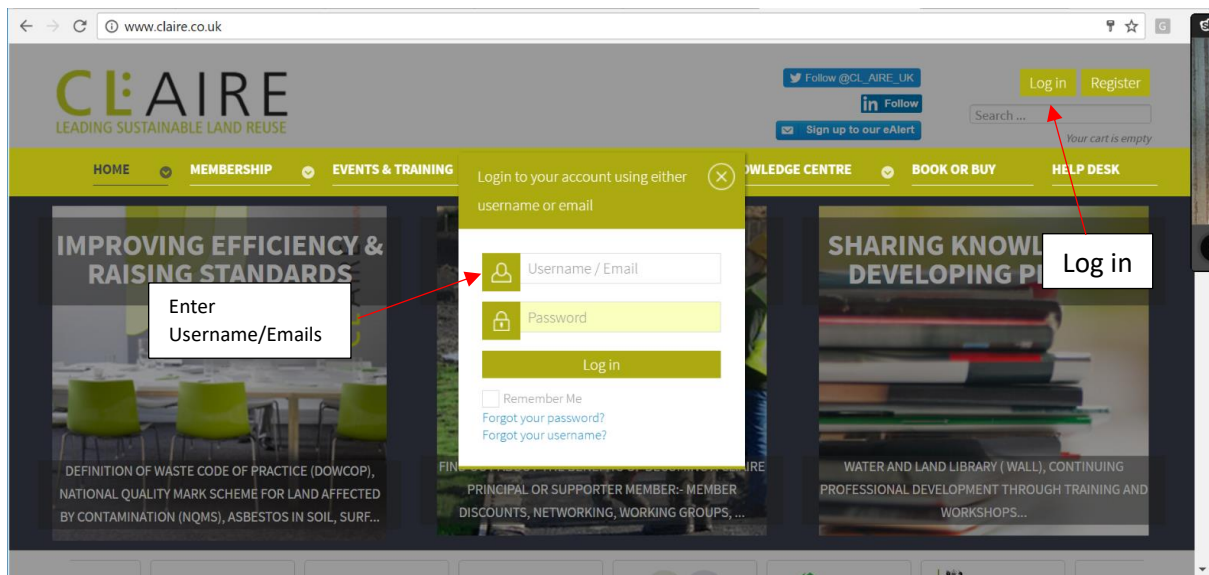 www.claire.co.uk
G
CL:AIRE
LEADING SUSTAINABLE LAND REUSE
Follow @CL_AIRE_UK
in Follow
Sign up to our eAlert
Log in Register
Search ...
Your cart is empty
HOME MEMBERSHIP EVENTS & TRAINING OWLEDGE CENTRE BOOK OR BUY HELP DESK
Login to your account using either
username or email
Username / Email
Password
Log in
Remember Me
Forgot your password?
Forgot your username?
Enter
Username/Emails
Log in
IMPROVING EFFICIENCY &
RAISING STANDARDS
DEFINITION OF WASTE CODE OF PRACTICE (DOWCOP),
NATIONAL QUALITY MARK SCHEME FOR LAND AFFECTED
BY CONTAMINATION (NQMS), ASBESTOS IN SOIL, SURF...
PRINCIPAL OR SUPPORTER MEMBER:- MEMBER
DISCOUNTS, NETWORKING, WORKING GROUPS, ...
SHARING KNOWL
DEVELOPING P
WATER AND LAND LIBRARY ( WALL), CONTINUING
PROFESSIONAL DEVELOPMENT THROUGH TRAINING AND
WORKSHOPS...